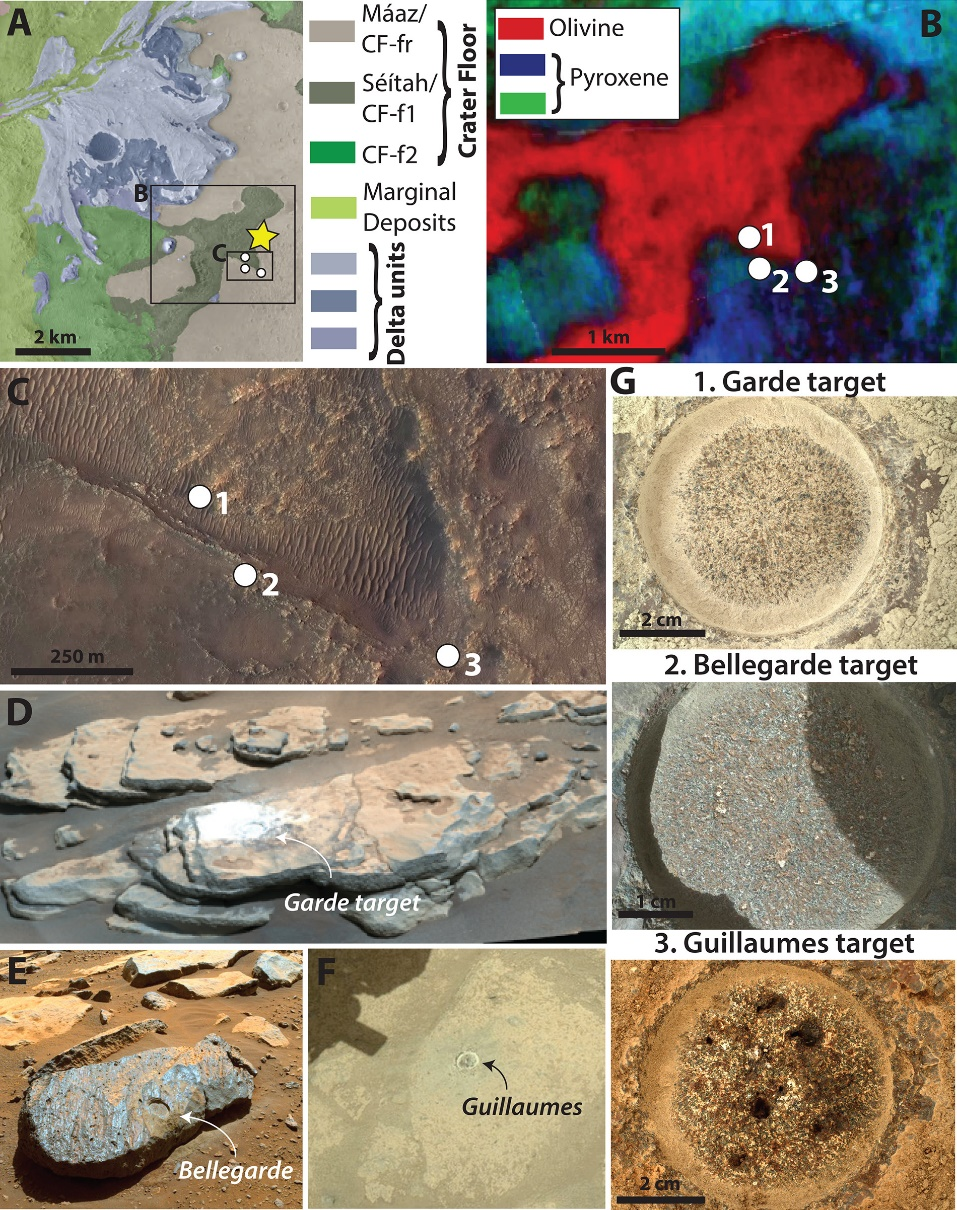 A
B
C
2 km
Máaz/
CF-fr
Séítah/
CF-f1
CF-f2
Crater Floor
Marginal
Deposits
Delta units
B
Olivine
Pyroxene
1
2
3
1 km
C
1
2
3
250 m
D
Garde target
E
Bellegarde
F
Guillaumes
G
1. Garde target
2 cm
2. Bellegarde target
1 cm
3. Guillaumes target
2 cm